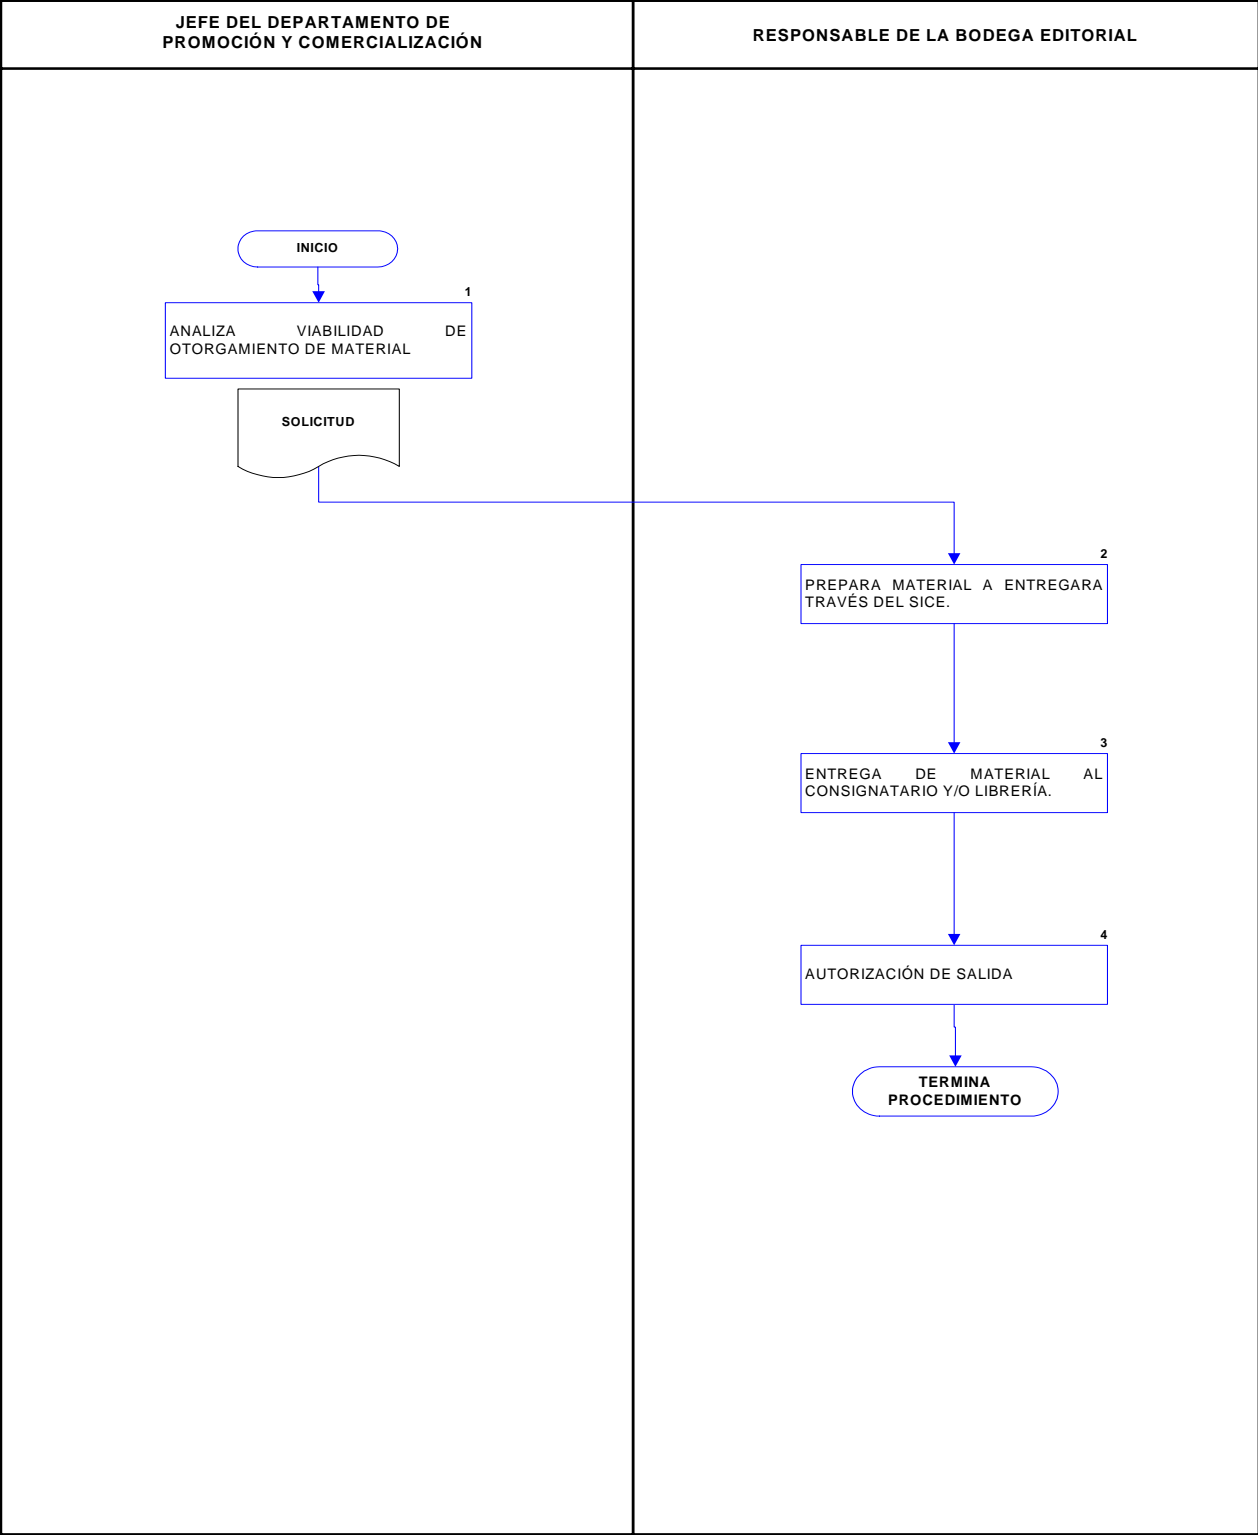 JEFE DEL DEPARTAMENTO DE
PROMOCIÓN Y COMERCIALIZACIÓN
RESPONSABLE DE LA BODEGA EDITORIAL
INICIO
1
ANALIZA VIABILIDAD DE
OTORGAMIENTO DE MATERIAL
SOLICITUD
2
PREPARA MATERIAL A ENTREGARA
TRAVÉS DEL SICE.
3
ENTREGA DE MATERIAL AL
CONSIGNATARIO Y/O LIBRERÍA.
4
AUTORIZACIÓN DE SALIDA
TERMINA
PROCEDIMIENTO